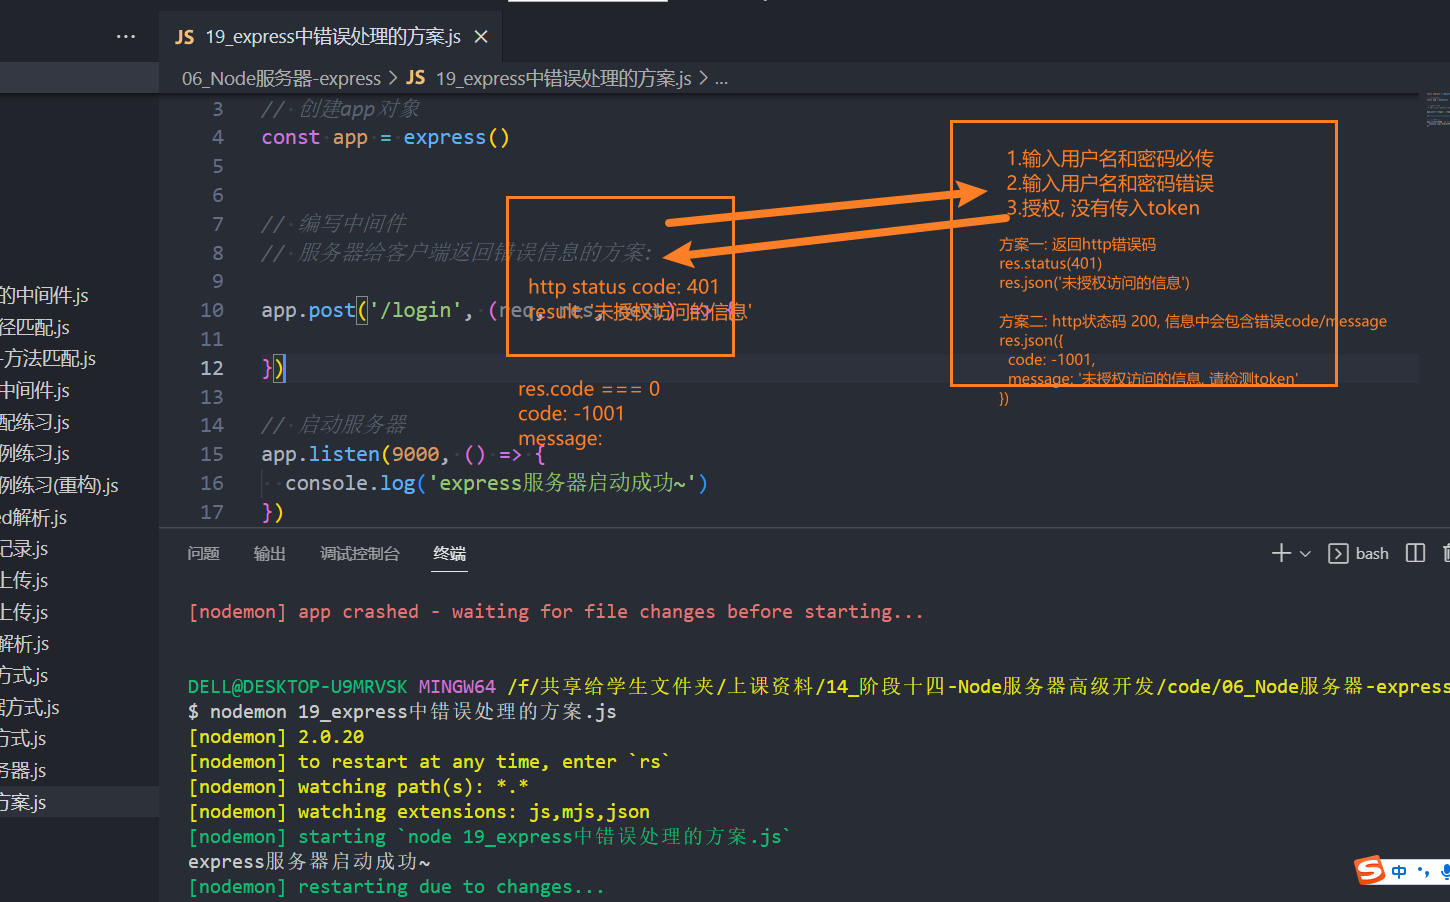 JS 19_express中错误处理的方案.js ×
06_Node服务器-express > JS 19_express中错误处理的方案.js > ...
的中间件.js
径匹配.js
-方法匹配.js
中间件.js
配练习.js
例练习.js
例练习(重构).js
ed解析.js
记录.js
上传.js
上传.js
解析.js
方式.js
据方式.js
方式.js
务器.js
方案.js
3 // 创建app对象
4 const app = express()
5
6
7 // 编写中间件
8 // 服务器给客户端返回错误信息的方案:
9
10 app.post('/login', (req, res, next) => {
11
12 })
13
14 // 启动服务器
15 app.listen(9000, () => {
16 console.log('express服务器启动成功~')
17 })
http status code: 401
result: '未授权访问的信息'
res.code === 0
code: -1001
message:
1.输入用户名和密码必传
2.输入用户名和密码错误
3.授权, 没有传入token
方案一: 返回http错误码
res.status(401)
res.json('未授权访问的信息')
方案二: http状态码 200, 信息中会包含错误code/message
res.json({
code: -1001,
message: '未授权访问的信息, 请检测token'
})
问题 输出 调试控制台 终端
bash
[nodemon] app crashed - waiting for file changes before starting...
DELL@DESKTOP-U9MRVSK MINGW64 /f/共享给学生文件夹/上课资料/14_阶段十四-Node服务器高级开发/code/06_Node服务器-express
$ nodemon 19_express中错误处理的方案.js
[nodemon] 2.0.20
[nodemon] to restart at any time, enter `rs`
[nodemon] watching path(s): *.*
[nodemon] watching extensions: js,mjs,json
[nodemon] starting `node 19_express中错误处理的方案.js`
express服务器启动成功~
[nodemon] restarting due to changes...
S 中